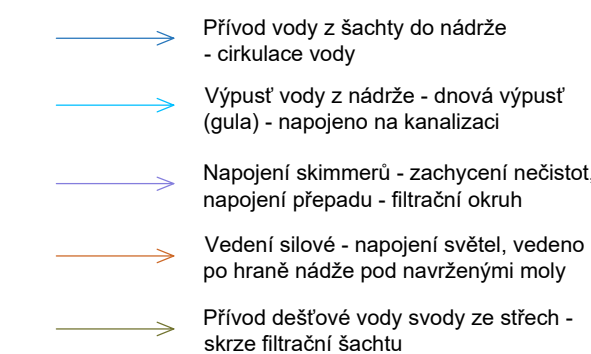 Přívod vody z šachty do nádrže
- cirkulace vody
Výpusť vody z nádrže - dnová výpusť
(gula) - napojeno na kanalizaci
Napojení skimmerů - zachycení nečistot,
napojení přepadu - filtrační okruh
Vedení silové - napojení světel, vedeno
po hraně nádže pod navrženými moly
Přívod dešťové vody svody ze střech -
skrze filtrační šachtu